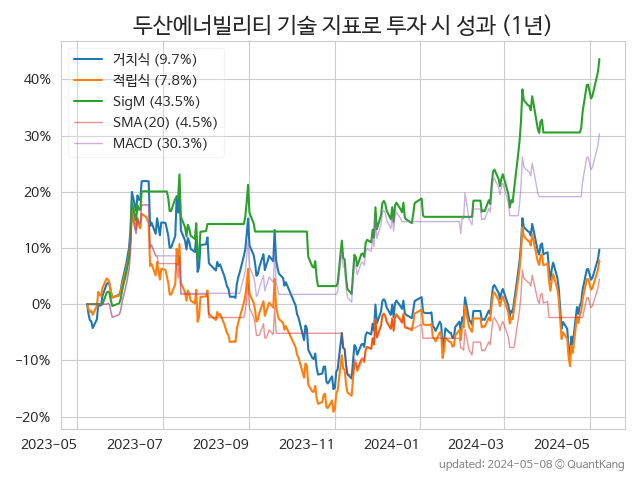 두산에너빌리티 기술 지표로 투자 시 성과 (1년)
거치식 (9.7%)
적립식 (7.8%)
SigM (43.5%)
SMA(20) (4.5%)
MACD (30.3%)
40%
30%
20%
10%
0%
−10%
−20%
2023−05 2023−07 2023−09 2023−11 2024−01 2024−03 2024−05
updated: 2024-05-08 ⓒ QuantKang